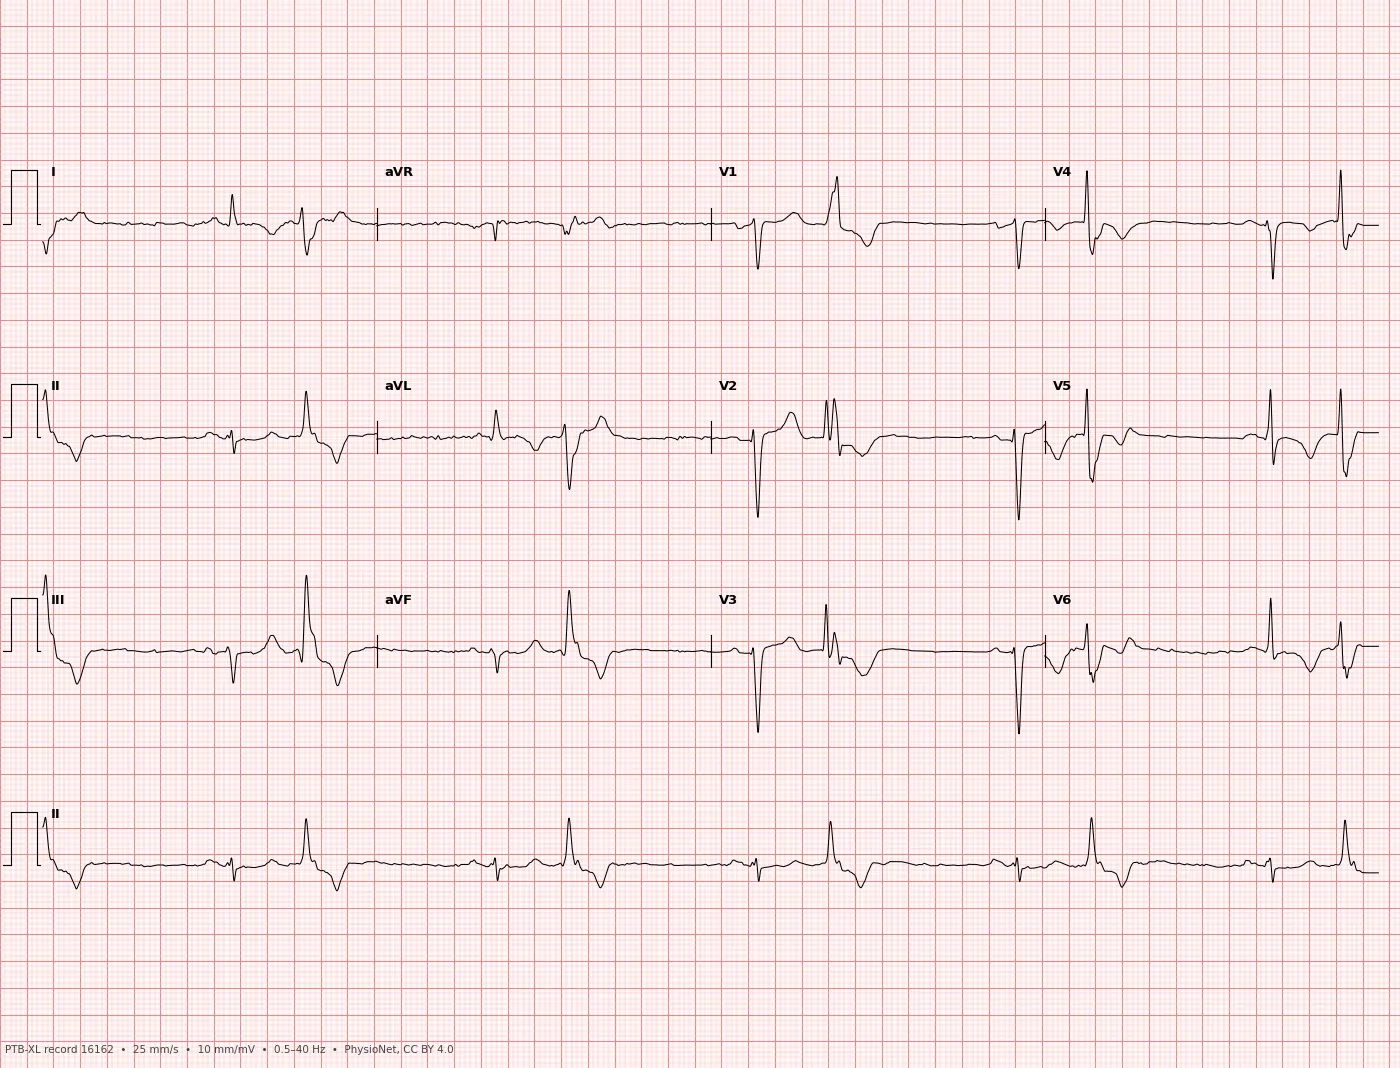 I aVR V1 V4
II aVL V2 V5
III aVF V3 V6
II
PTB-XL record 16162 • 25 mm/s • 10 mm/mV • 0.5–40 Hz • PhysioNet, CC BY 4.0